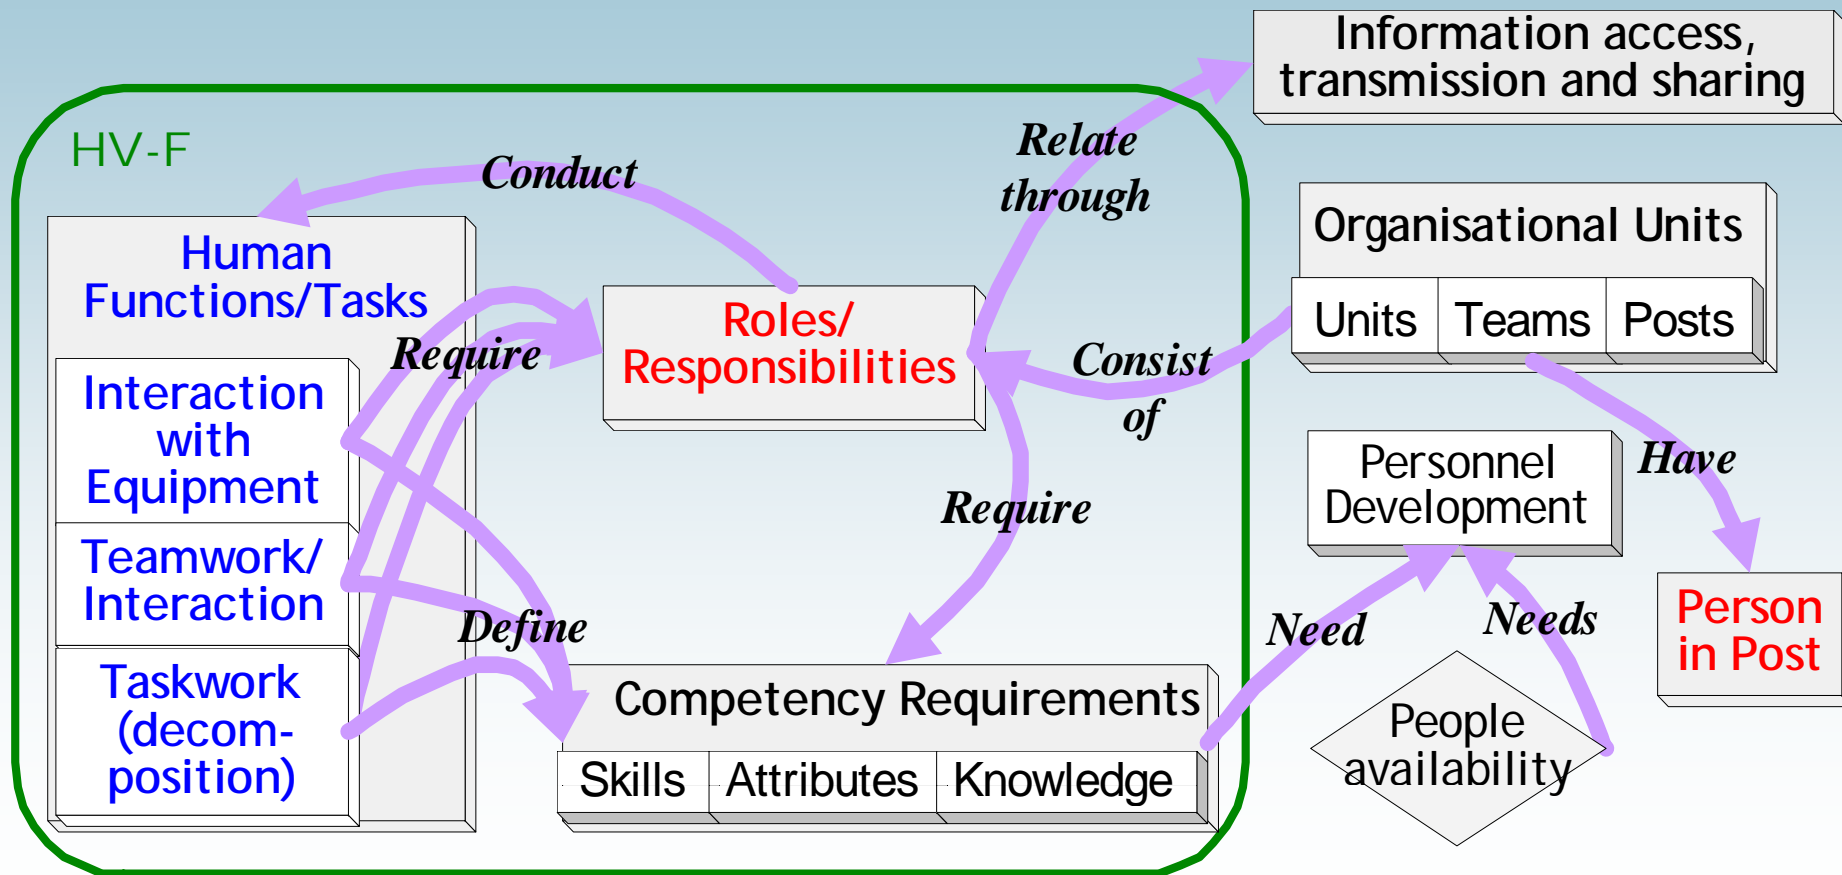 Information access,
transmission and sharing
HV-F
Conduct
Relate
through
Human
Functions/Tasks
Require
Roles/
Responsibilities
Organisational Units
Units
Teams
Posts
Consist
of
Interaction
with
Equipment
Teamwork/
Interaction
Taskwork
(decom-
position)
Require
Define
Competency Requirements
Skills
Attributes
Knowledge
Personnel
Development
Have
Need
Needs
Person
in Post
People
availability